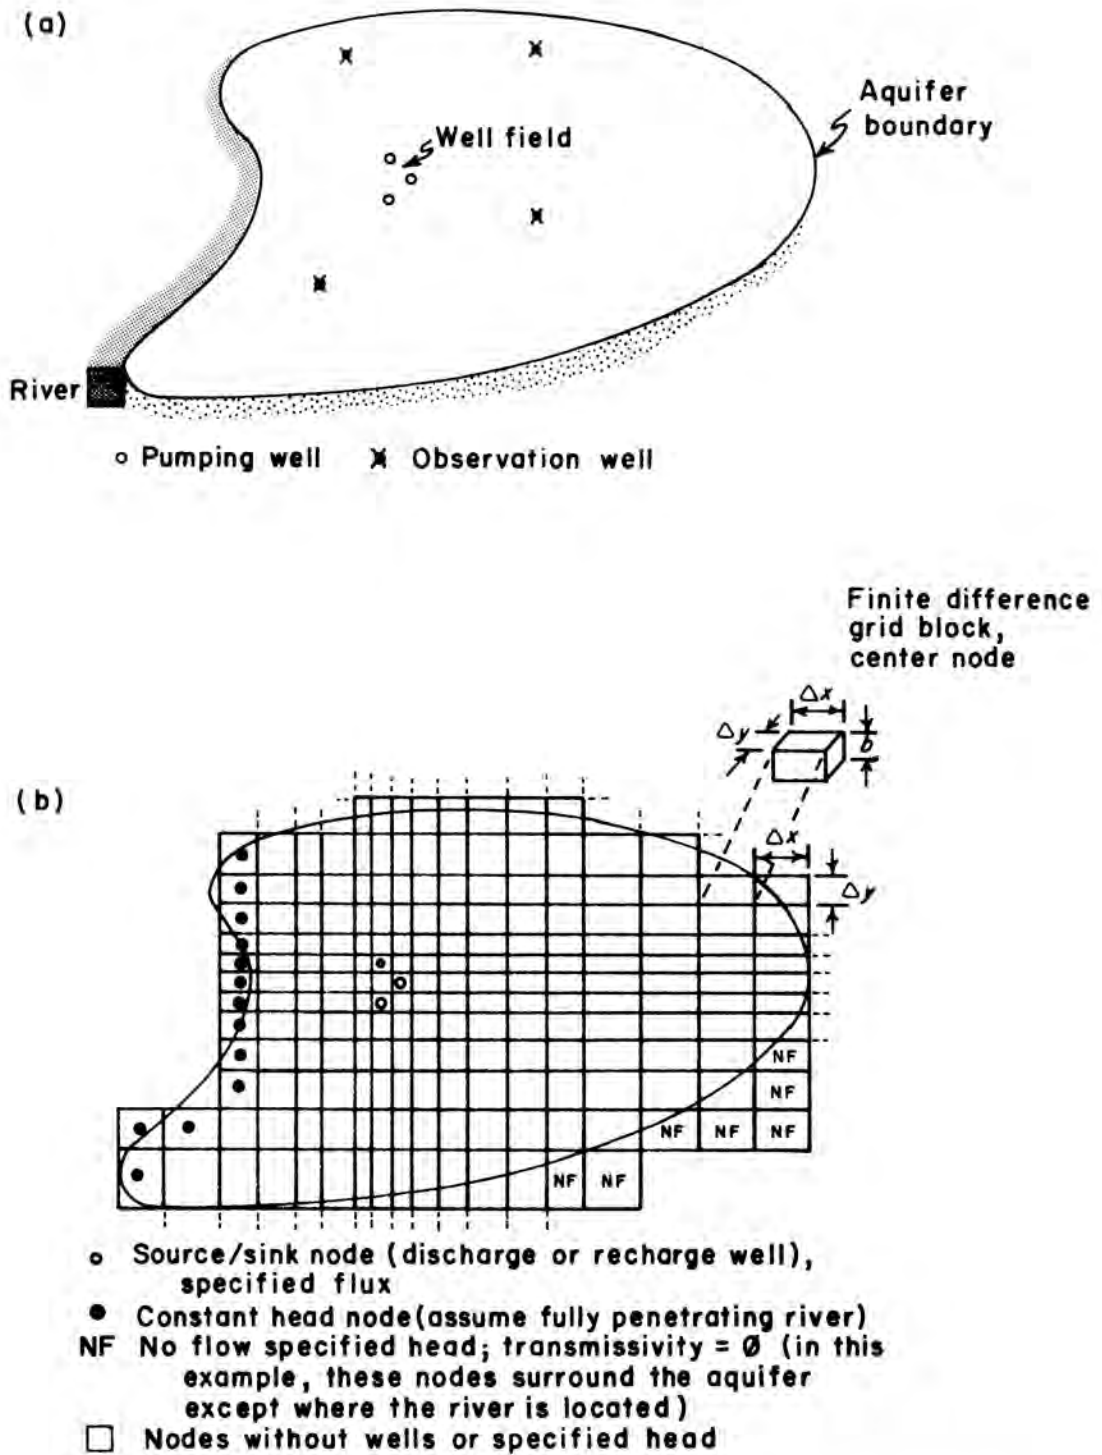 (a)
Aquifer
boundary
Well field
River
o Pumping well ✻ Observation well
Finite difference
grid block,
center node
Δx
Δy
b
(b)
Δx
Δy
NF
NF
NF NF NF
NF NF
o Source/sink node (discharge or recharge well),
specified flux
● Constant head node (assume fully penetrating river)
NF No flow specified head; transmissivity = Ø (in this
example, these nodes surround the aquifer
except where the river is located)
□ Nodes without wells or specified head